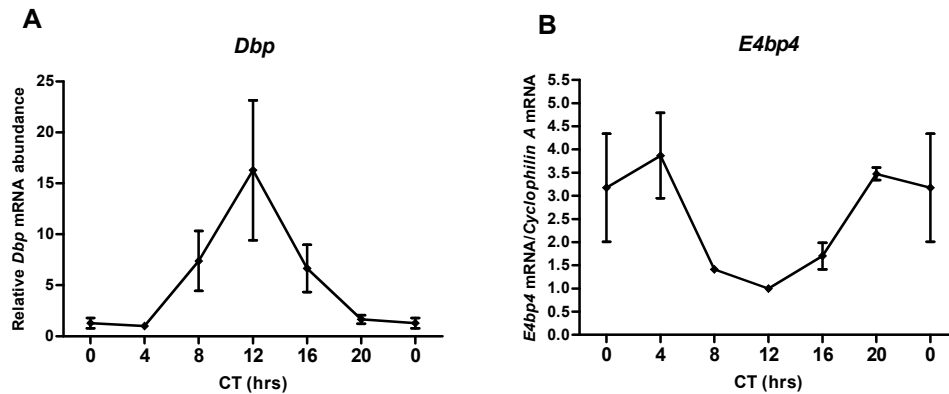 A
Dbp
Relative Dbp mRNA abundance
25
20
15
10
5
0
0 4 8 12 16 20 0
CT (hrs)
B
E4bp4
E4bp4 mRNA/Cyclophilin A mRNA
5.5
5.0
4.5
4.0
3.5
3.0
2.5
2.0
1.5
1.0
0.5
0.0
0 4 8 12 16 20 0
CT (hrs)